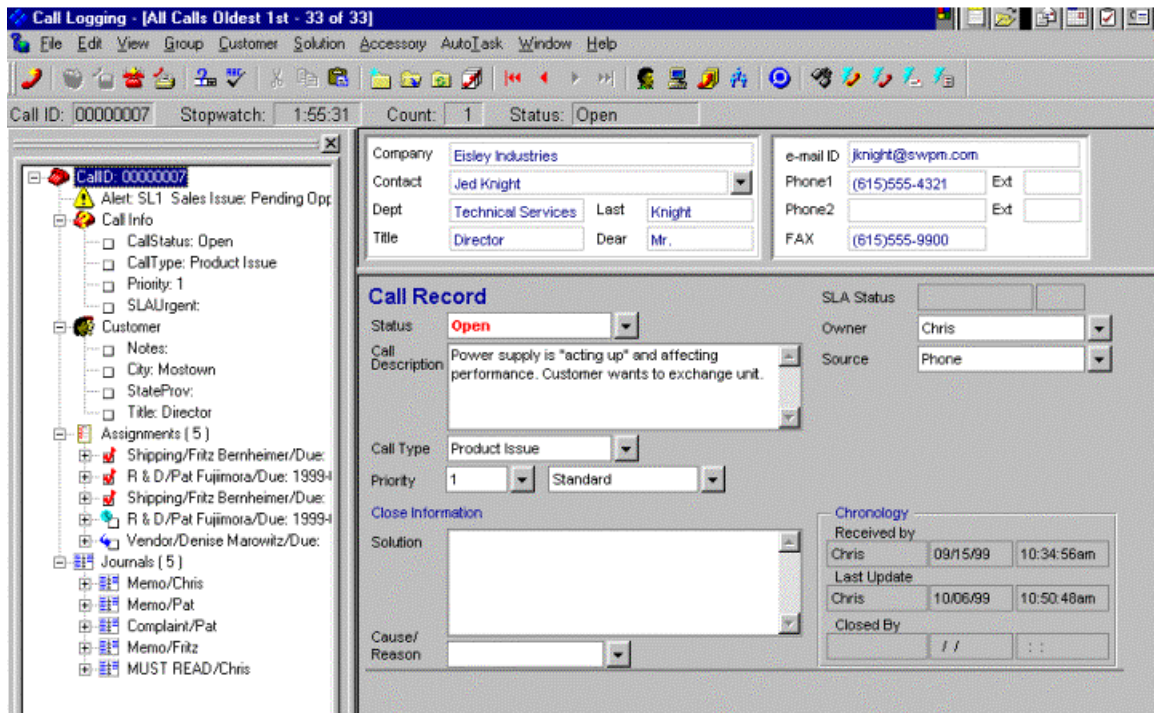 Call Logging - [All Calls Oldest 1st - 33 of 33]
File Edit View Group Customer Solution Accessory AutoTask Window Help
Call ID: 00000007 Stopwatch: 1:55:31 Count: 1 Status: Open
CallID: 00000007
Alert: SL1 Sales Issue: Pending Opp
Call Info
CallStatus: Open
CallType: Product Issue
Priority: 1
SLAUrgent:
Customer
Notes:
City: Mostown
StateProv:
Title: Director
Assignments ( 5 )
Shipping/Fritz Bernheimer/Due:
R & D/Pat Fujimora/Due: 1999-
Shipping/Fritz Bernheimer/Due:
R & D/Pat Fujimora/Due: 1999-
Vendor/Denise Marowitz/Due:
Journals ( 5 )
Memo/Chris
Memo/Pat
Complaint/Pat
Memo/Fritz
MUST READ/Chris
Company Eisley Industries
Contact Jed Knight
Dept Technical Services Last Knight
Title Director Dear Mr.
e-mail ID jknight@swpm.com
Phone1 (615)555-4321 Ext
Phone2 Ext
FAX (615)555-9900
Call Record
Status Open
Call Description
Power supply is "acting up" and affecting
performance. Customer wants to exchange unit.
Call Type Product Issue
Priority 1 Standard
SLA Status
Owner Chris
Source Phone
Close Information
Solution
Cause/
Reason
Chronology
Received by
Chris 09/15/99 10:34:56am
Last Update
Chris 10/06/99 10:50:48am
Closed By
/ / : :